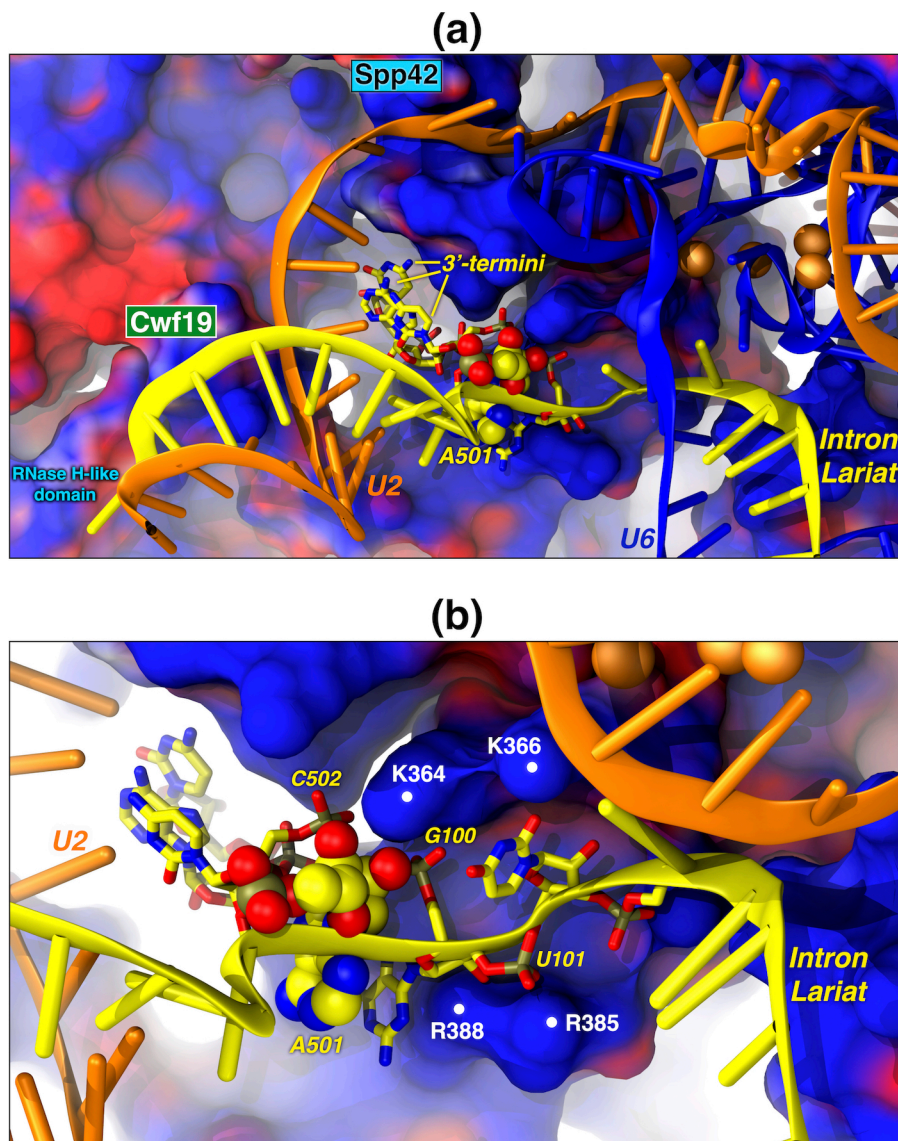 (a)
Spp42
3'-termini
Cwf19
A501
Intron
Lariat
RNase H-like
domain
U2
U6
(b)
K366
K364
C502
G100
U2
U101
Intron
Lariat
R388
R385
A501